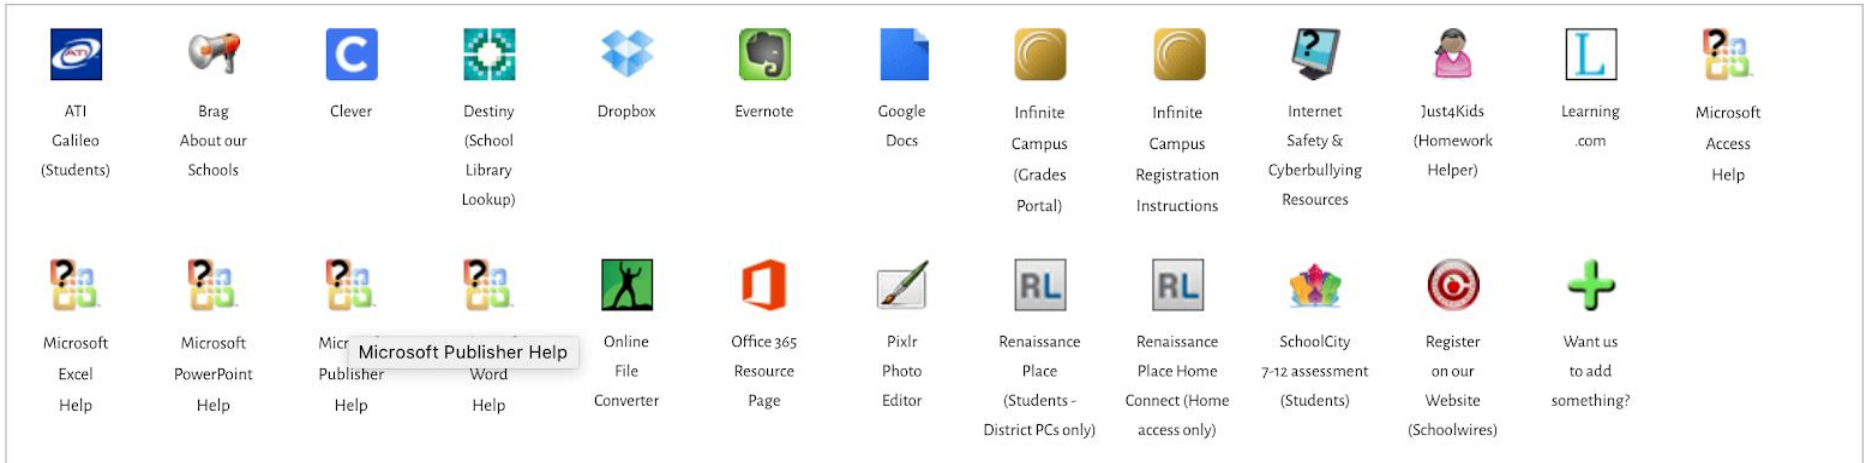 ATI
ATI
Galileo
(Students)
Brag
About our
Schools
C
Clever
Destiny
(School
Library
Lookup)
Dropbox
Evernote
Google
Docs
Infinite
Campus
(Grades
Portal)
Infinite
Campus
Registration
Instructions
?
Internet
Safety &
Cyberbullying
Resources
Just4Kids
(Homework
Helper)
L
Learning
.com
?
Microsoft
Access
Help
?
Microsoft
Excel
Help
?
Microsoft
PowerPoint
Help
?
Micr
Microsoft Publisher Help
Publisher
Help
?
Word
Help
Online
File
Converter
Office 365
Resource
Page
Pixlr
Photo
Editor
RL
Renaissance
Place
(Students -
District PCs only)
RL
Renaissance
Place Home
Connect (Home
access only)
SchoolCity
7-12 assessment
(Students)
Register
on our
Website
(Schoolwires)
Want us
to add
something?